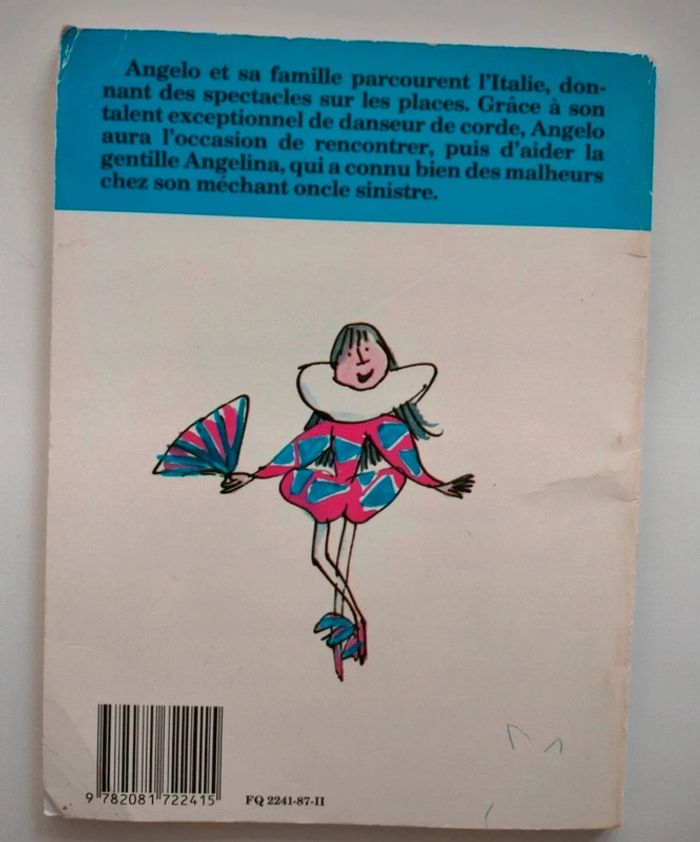 Angelo et sa famille parcourent l'Italie, don-
nant des spectacles sur les places. Grâce à son
talent exceptionnel de danseur de corde, Angelo
aura l'occasion de rencontrer, puis d'aider la
gentille Angelina, qui a connu bien des malheurs
chez son méchant oncle sinistre.
9 782081 722415
FQ 2241-87-II